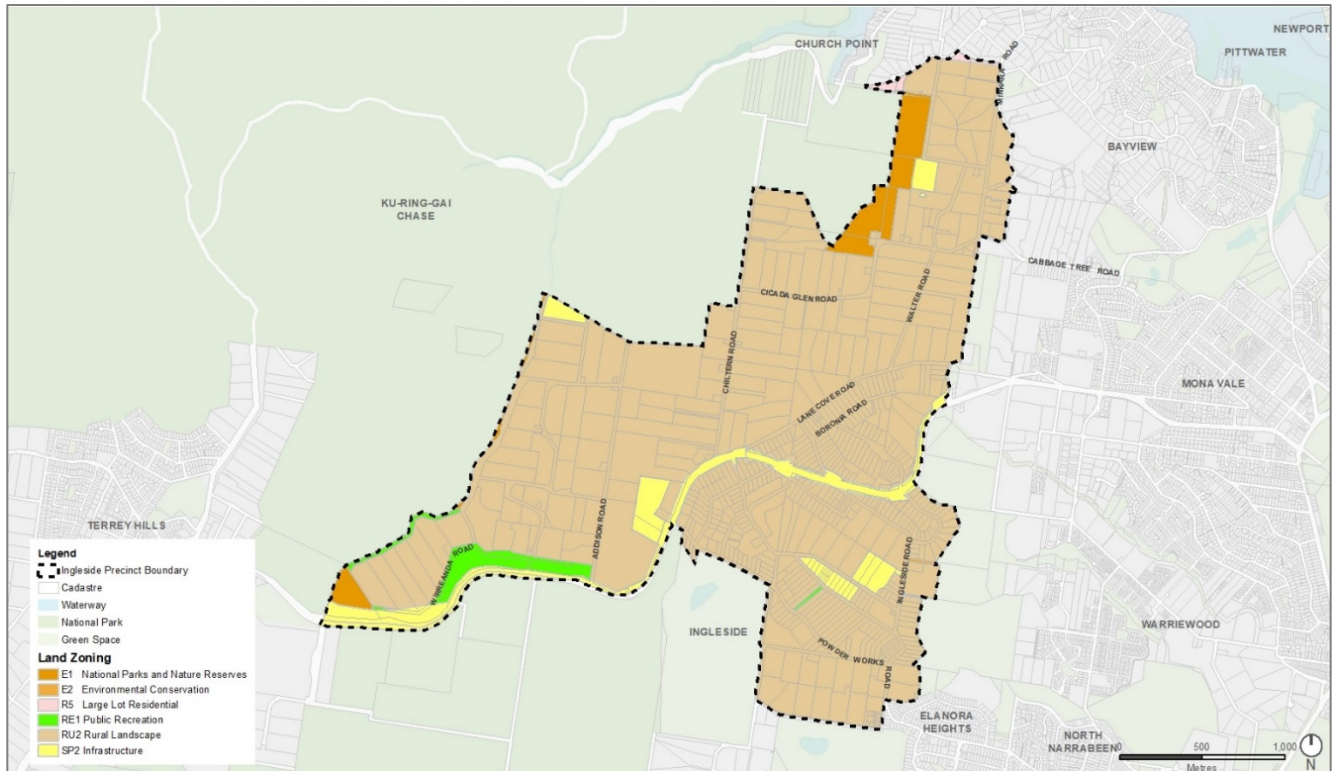 NEWPORT
CHURCH POINT
PITTWATER
MINKARA ROAD
BAYVIEW
KU-RING-GAI
CHASE
CABBAGE TREE ROAD
CICADA GLEN ROAD
WALTER ROAD
CHILTERN ROAD
MONA VALE
LANE COVE ROAD
BORONIA ROAD
TERREY HILLS
ADDISON ROAD
WIRREANDA ROAD
INGLESIDE ROAD
INGLESIDE
WARRIEWOOD
POWDER WORKS
ROAD
ELANORA
HEIGHTS
NORTH
NARRABEEN
Legend
Ingleside Precinct Boundary
Cadastre
Waterway
National Park
Green Space
Land Zoning
E1 National Parks and Nature Reserves
E2 Environmental Conservation
R5 Large Lot Residential
RE1 Public Recreation
RU2 Rural Landscape
SP2 Infrastructure
0 500 1,000
Metres
N